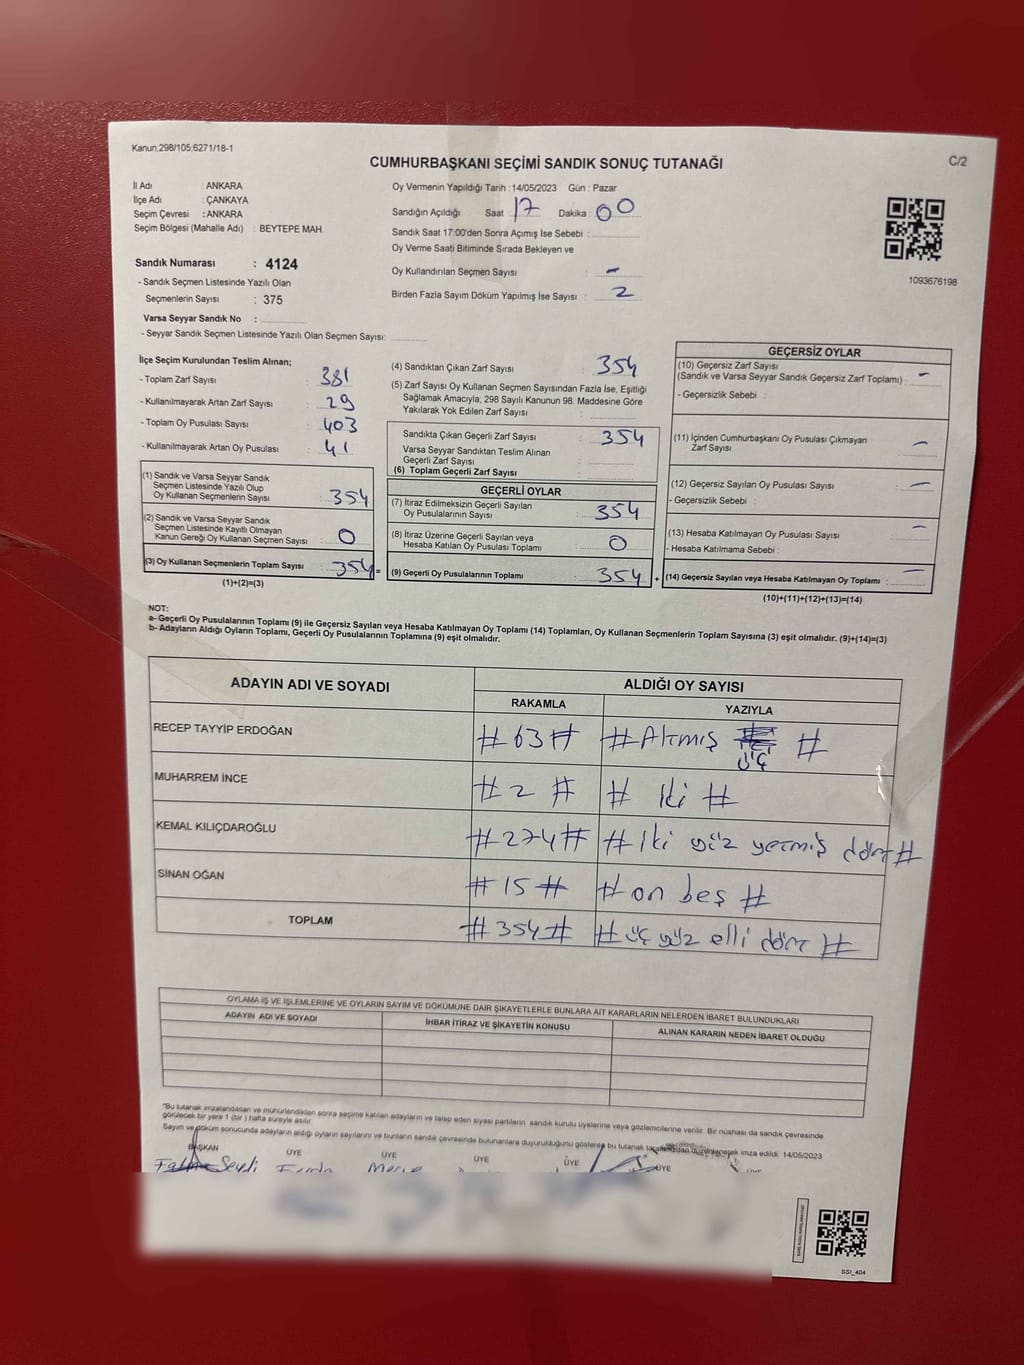 Kanun.298/105;6271/18-1
C/2
CUMHURBAŞKANI SEÇİMİ SANDIK SONUÇ TUTANAĞI
İl Adı : ANKARA
İlçe Adı : ÇANKAYA
Seçim Çevresi : ANKARA
Seçim Bölgesi (Mahalle Adı) : BEYTEPE MAH.
Sandık Numarası : 4124
- Sandık Seçmen Listesinde Yazılı Olan
Seçmenlerin Sayısı : 375
Varsa Seyyar Sandık No :
- Seyyar Sandık Seçmen Listesinde Yazılı Olan Seçmen Sayısı:
Oy Vermenin Yapıldığı Tarih : 14/05/2023 Gün : Pazar
Sandığın Açıldığı Saat : 17 Dakika : 00
Sandık Saat 17:00'den Sonra Açımış İse Sebebi :
Oy Verme Saati Bitiminde Sırada Bekleyen ve
Oy Kullandırılan Seçmen Sayısı : -
Birden Fazla Sayım Döküm Yapılmış İse Sayısı : 2
1093676198
İlçe Seçim Kurulundan Teslim Alınan;
- Toplam Zarf Sayısı : 381
- Kullanılmayarak Artan Zarf Sayısı : 29
- Toplam Oy Pusulası Sayısı : 403
- Kullanılmayarak Artan Oy Pusulası : 41
(1) Sandık ve Varsa Seyyar Sandık
Seçmen Listesinde Yazılı Olup
Oy Kullanan Seçmenlerin Sayısı : 354
(2) Sandık ve Varsa Seyyar Sandık
Seçmen Listesinde Kayıtlı Olmayan
Kanun Gereği Oy Kullanan Seçmen Sayısı : 0
(3) Oy Kullanan Seçmenlerin Toplam Sayısı : 354 =
(1)+(2)=(3)
(4) Sandıktan Çıkan Zarf Sayısı : 354
(5) Zarf Sayısı Oy Kullanan Seçmen Sayısından Fazla İse, Eşitliği
Sağlamak Amacıyla; 298 Sayılı Kanunun 98. Maddesine Göre
Yakılarak Yok Edilen Zarf Sayısı :
Sandıkta Çıkan Geçerli Zarf Sayısı : 354
Varsa Seyyar Sandıktan Teslim Alınan
Geçerli Zarf Sayısı :
(6) Toplam Geçerli Zarf Sayısı :
GEÇERLİ OYLAR
(7) İtiraz Edilmeksizin Geçerli Sayılan
Oy Pusulalarının Sayısı : 354
(8) İtiraz Üzerine Geçerli Sayılan veya
Hesaba Katılan Oy Pusulası Toplamı : 0
(9) Geçerli Oy Pusulalarının Toplamı : 354 +
GEÇERSİZ OYLAR
(10) Geçersiz Zarf Sayısı
(Sandık ve Varsa Seyyar Sandık Geçersiz Zarf Toplamı) : -
- Geçersizlik Sebebi :
(11) İçinden Cumhurbaşkanı Oy Pusulası Çıkmayan
Zarf Sayısı : -
(12) Geçersiz Sayılan Oy Pusulası Sayısı : -
- Geçersizlik Sebebi :
(13) Hesaba Katılmayan Oy Pusulası Sayısı : -
- Hesaba Katılmama Sebebi :
(14) Geçersiz Sayılan veya Hesaba Katılmayan Oy Toplamı : -
(10)+(11)+(12)+(13)=(14)
NOT:
a- Geçerli Oy Pusulalarının Toplamı (9) ile Geçersiz Sayılan veya Hesaba Katılmayan Oy Toplamı (14) Toplamları, Oy Kullanan Seçmenlerin Toplam Sayısına (3) eşit olmalıdır. (9)+(14)=(3)
b- Adayların Aldığı Oyların Toplamı, Geçerli Oy Pusulalarının Toplamına (9) eşit olmalıdır.
ADAYIN ADI VE SOYADI ALDIĞI OY SAYISI
RAKAMLA YAZIYLA
RECEP TAYYİP ERDOĞAN #63# #Altmış üç #
MUHARREM İNCE #2# # İki #
KEMAL KILIÇDAROĞLU #274# #İki yüz yetmiş dört#
SİNAN OĞAN #15# #on beş #
TOPLAM #354# #üç yüz elli dört#
OYLAMA İŞ VE İŞLEMLERİNE VE OYLARIN SAYIM VE DÖKÜMÜNE DAİR ŞİKAYETLERLE BUNLARA AİT KARARLARIN NELERDEN İBARET BULUNDUKLARI
ADAYIN ADI VE SOYADI İHBAR İTİRAZ VE ŞİKAYETİN KONUSU ALINAN KARARIN NEDEN İBARET OLDUĞU
"Bu tutanak imzalandıktan ve mühürlendikten sonra seçime katılan adayların ve talep eden siyasi partilerin sandık kurulu üyelerine veya gözlemcilerine verilir. Bir nüshası da sandık çevresinde
görülecek bir yere 1 (bir) hafta süreyle asılır.
Sayım ve döküm sonucunda adayların aldığı oyların sayılarını ve bunların sandık çevresinde bulunanlara duyurulduğunu gösteren bu tutanak düzenlenerek imza edildi. 14/05/2023
BAŞKAN ÜYE ÜYE ÜYE ÜYE ÜYE
Seydi Merve
SSI_404